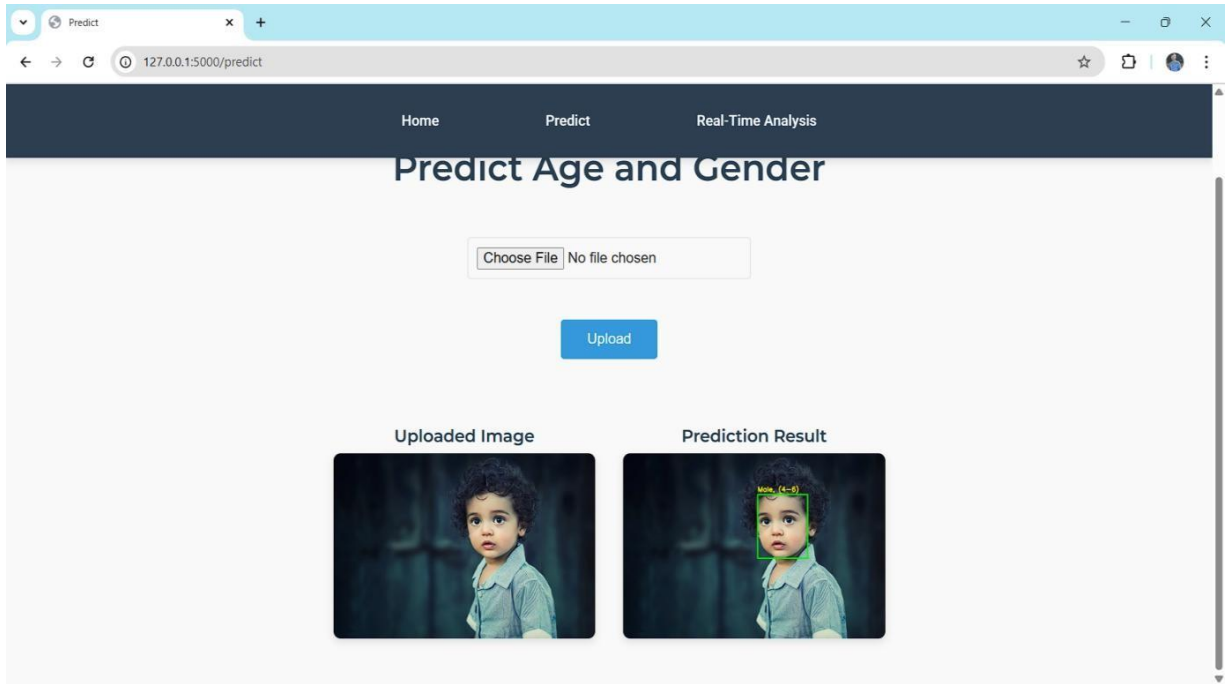 Predict
127.0.0.1:5000/predict
Home Predict Real-Time Analysis
Predict Age and Gender
Choose File No file chosen
Upload
Uploaded Image Prediction Result
Male, (4-6)